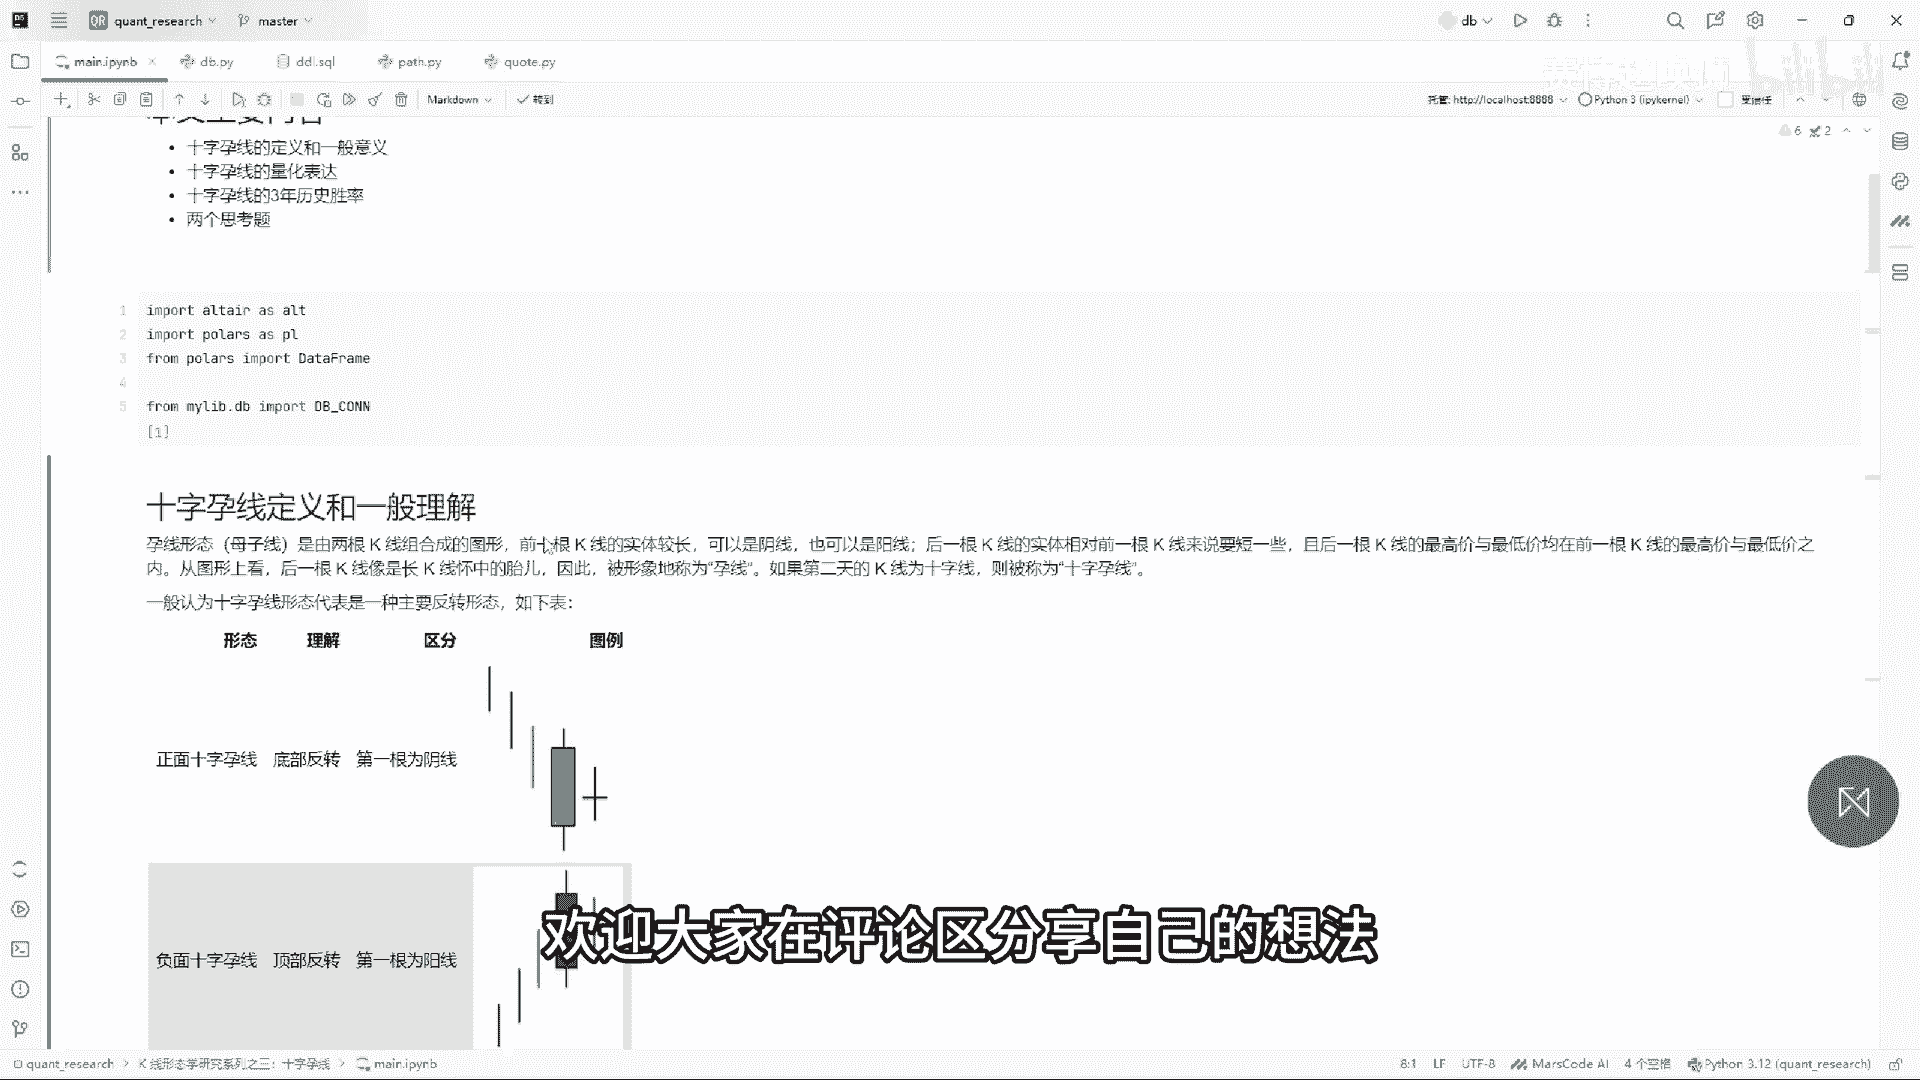 QR quant_research master db
main.ipynb db.py ddl.sql path.py quote.py
Markdown 转到 托管: http://localhost:8888 Python 3 (ipykernel) 受信任
6 2
本文主要内容
• 十字孕线的定义和一般意义
• 十字孕线的量化表达
• 十字孕线的3年历史胜率
• 两个思考题
1 import altair as alt
2 import polars as pl
3 from polars import DataFrame
4
5 from mylib.db import DB_CONN
[1]
十字孕线定义和一般理解
孕线形态（母子线）是由两根 K 线组合成的图形，前一根 K 线的实体较长，可以是阴线，也可以是阳线；后一根 K 线的实体相对前一根 K 线来说要短一些，且后一根 K 线的最高价与最低价均在前一根 K 线的最高价与最低价之
内。从图形上看，后一根 K 线像是长 K 线怀中的胎儿，因此，被形象地称为“孕线”。如果第二天的 K 线为十字线，则被称为“十字孕线”。
一般认为十字孕线形态代表是一种主要反转形态，如下表：
形态 理解 区分 图例
正面十字孕线 底部反转 第一根为阴线
负面十字孕线 顶部反转 第一根为阳线
欢迎大家在评论区分享自己的想法
quant_research > K 线形态学研究系列之三：十字孕线 > main.ipynb 8:1 LF UTF-8 MarsCode AI 4 个空格 Python 3.12 (quant_research)